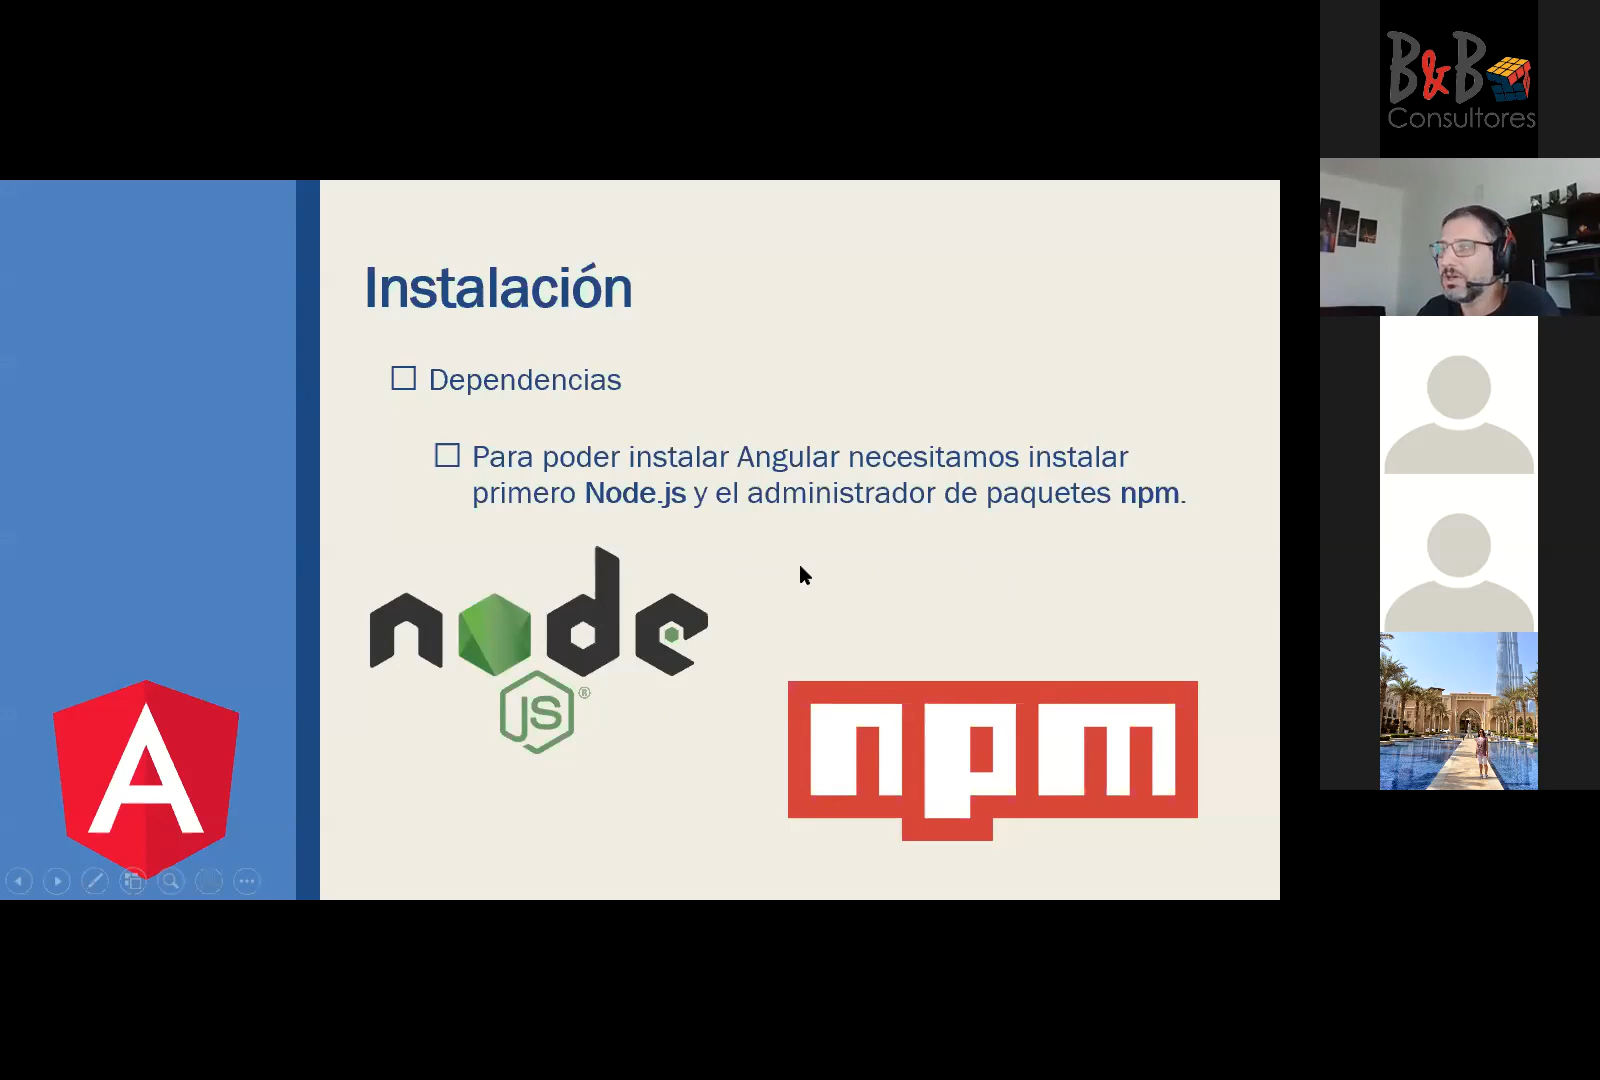 B&B
Consultores
Instalación
Dependencias
Para poder instalar Angular necesitamos instalar
primero Node.js y el administrador de paquetes npm.
node
JS®
npm
A